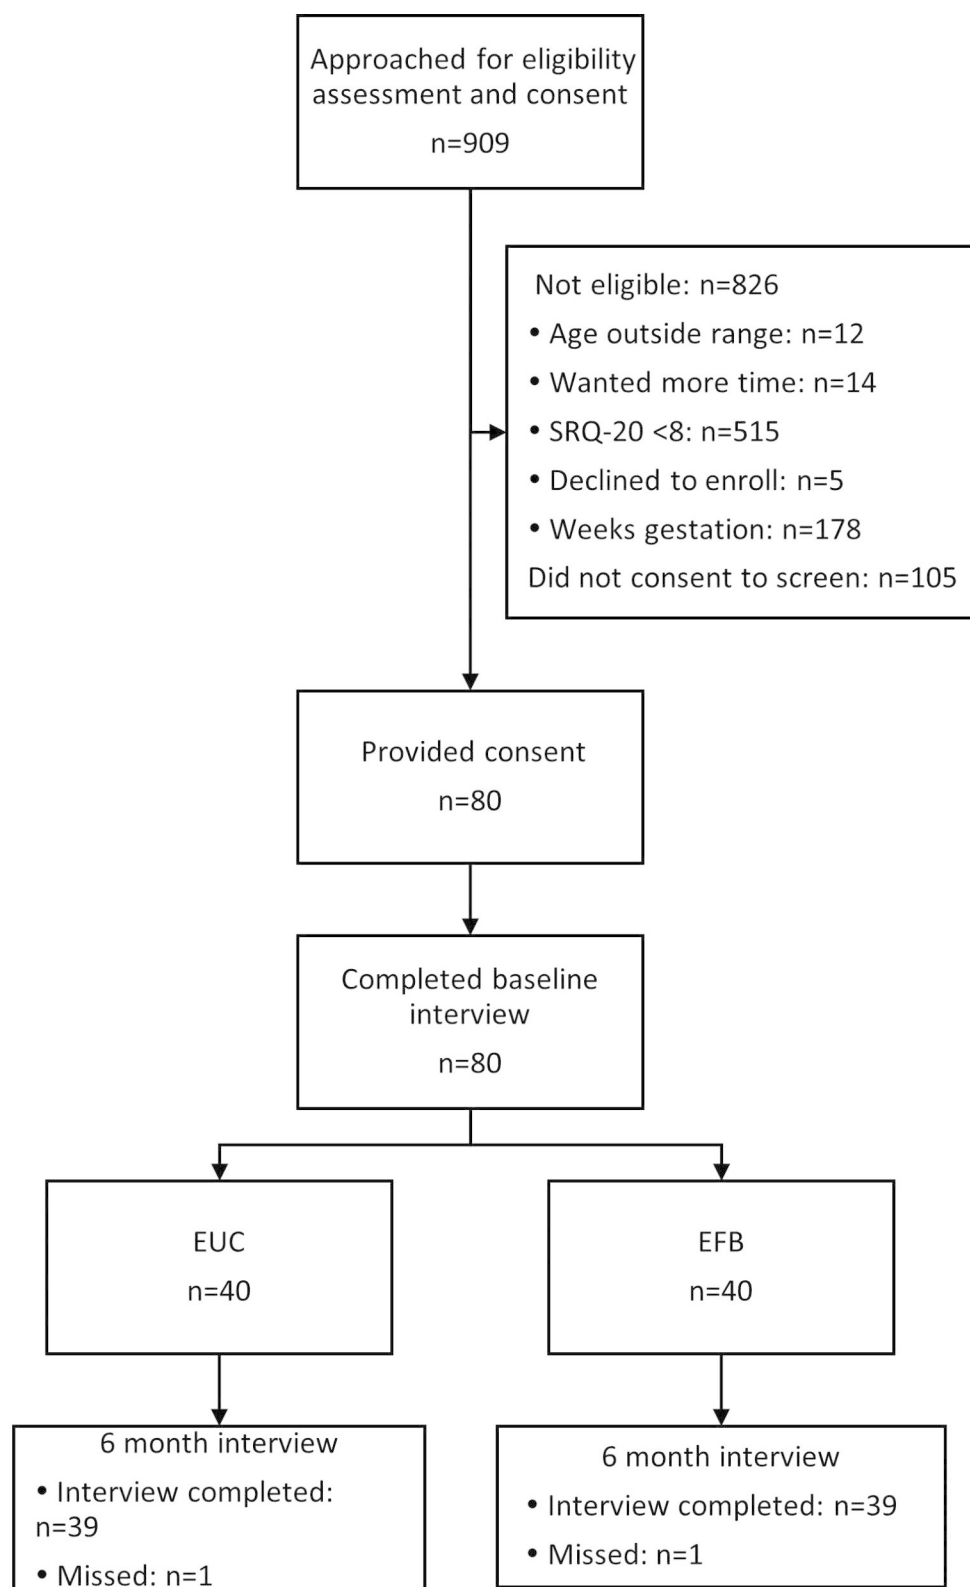 Approached for eligibility
assessment and consent
n=909
Not eligible: n=826
• Age outside range: n=12
• Wanted more time: n=14
• SRQ-20 <8: n=515
• Declined to enroll: n=5
• Weeks gestation: n=178
Did not consent to screen: n=105
Provided consent
n=80
Completed baseline
interview
n=80
EUC
n=40
EFB
n=40
6 month interview
• Interview completed:
n=39
• Missed: n=1
6 month interview
• Interview completed: n=39
• Missed: n=1